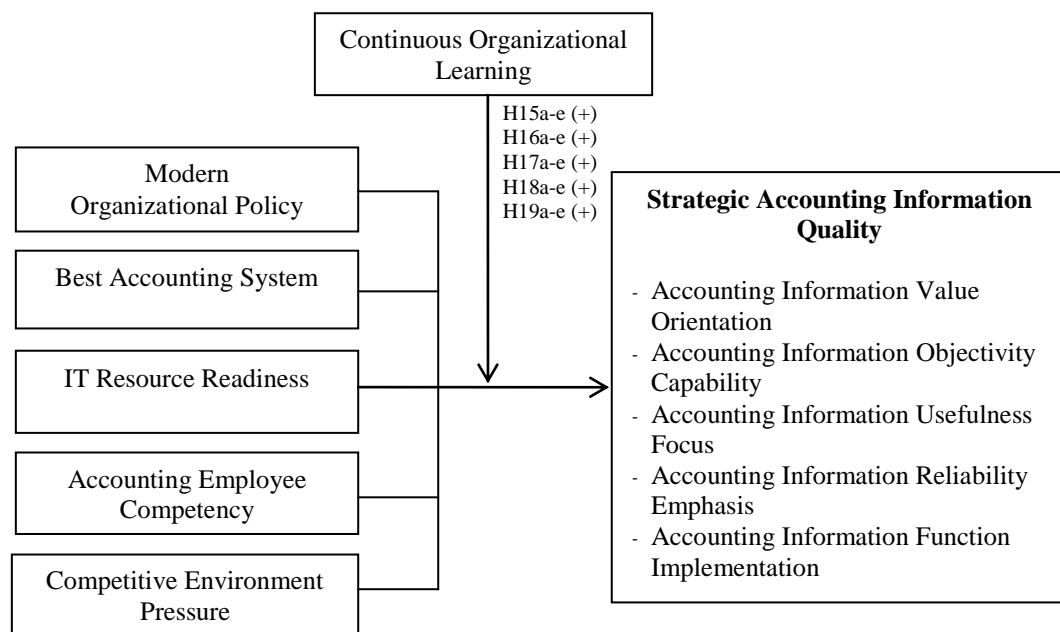 Continuous Organizational
Learning
H15a-e (+)
H16a-e (+)
H17a-e (+)
H18a-e (+)
H19a-e (+)
Modern
Organizational Policy
Best Accounting System
IT Resource Readiness
Accounting Employee
Competency
Competitive Environment
Pressure
Strategic Accounting Information
Quality
- Accounting Information Value
Orientation
- Accounting Information Objectivity
Capability
- Accounting Information Usefulness
Focus
- Accounting Information Reliability
Emphasis
- Accounting Information Function
Implementation